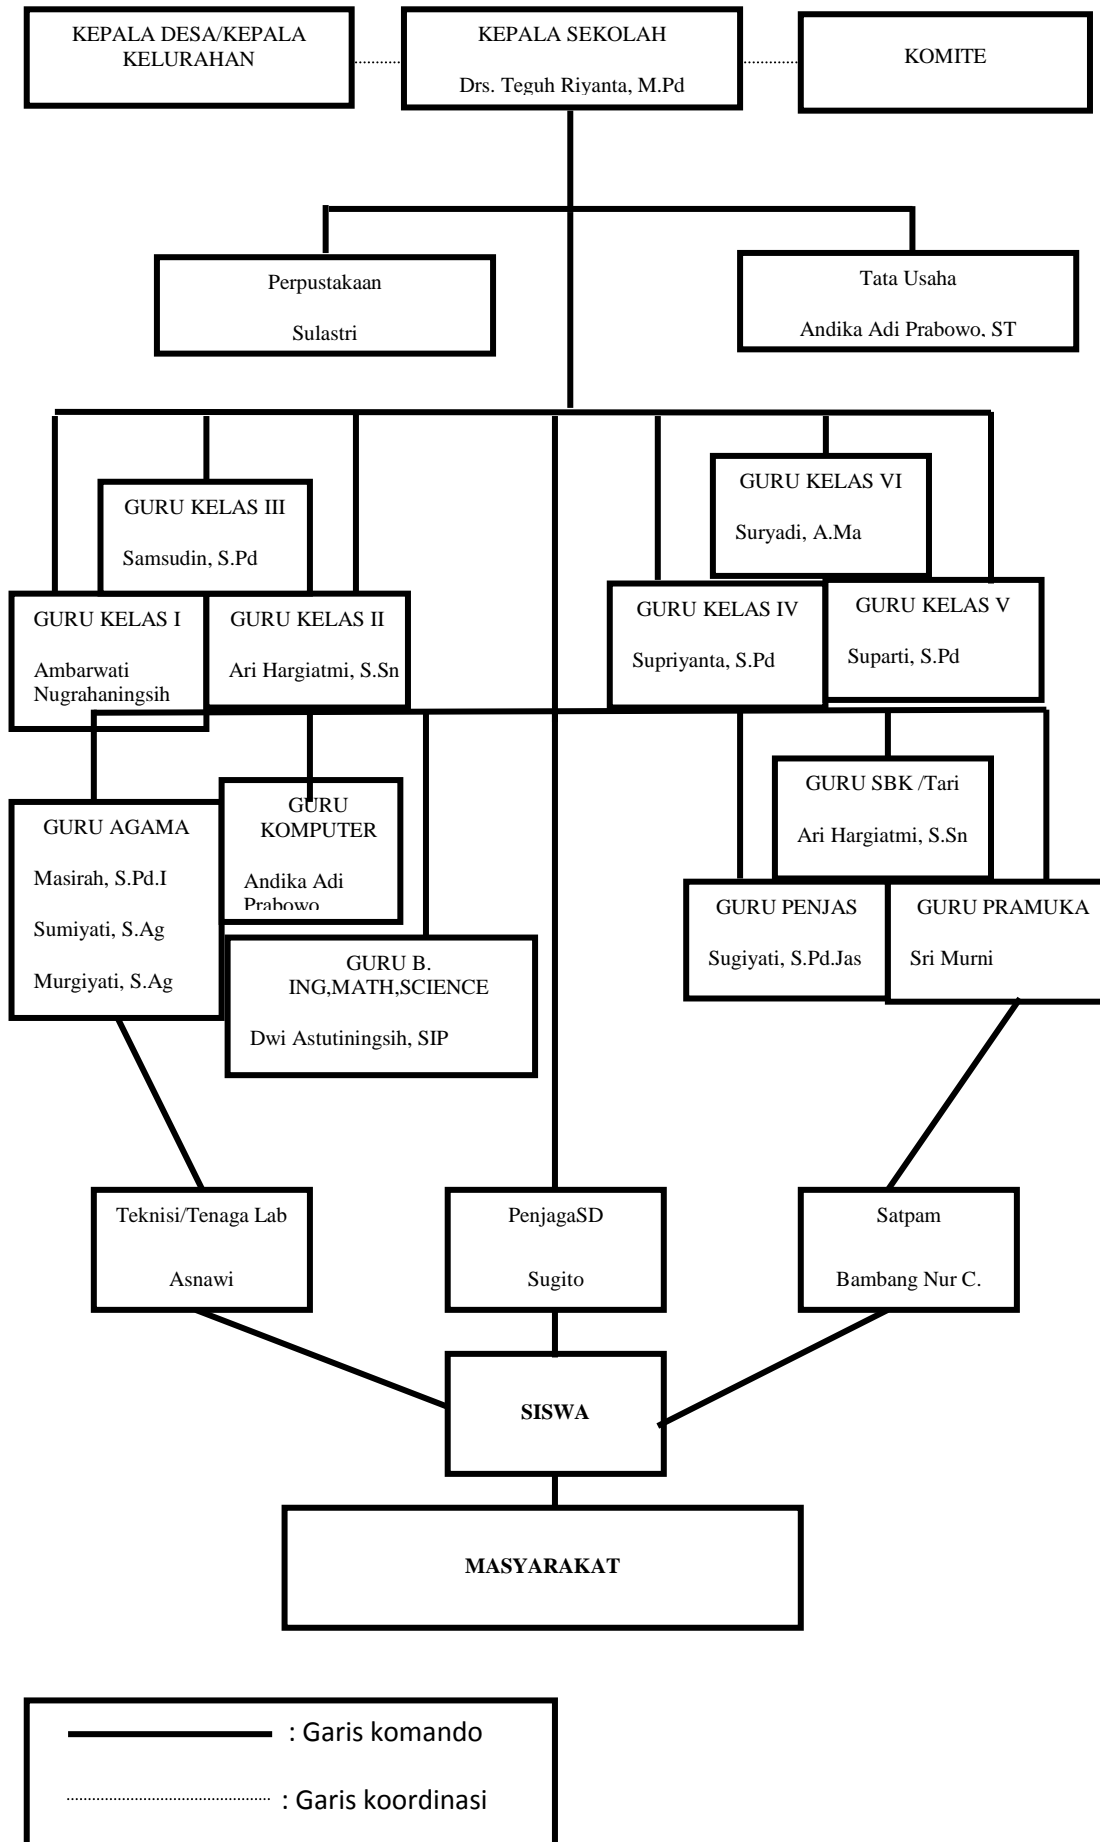 KEPALA DESA/KEPALA
KELURAHAN
KEPALA SEKOLAH
Drs. Teguh Riyanta, M.Pd
KOMITE
Perpustakaan
Sulastri
Tata Usaha
Andika Adi Prabowo, ST
GURU KELAS III
Samsudin, S.Pd
GURU KELAS VI
Suryadi, A.Ma
GURU KELAS I
Ambarwati
Nugrahaningsih
GURU KELAS II
Ari Hargiatmi, S.Sn
GURU KELAS IV
Supriyanta, S.Pd
GURU KELAS V
Suparti, S.Pd
GURU AGAMA
Masirah, S.Pd.I
Sumiyati, S.Ag
Murgiyati, S.Ag
GURU
KOMPUTER
Andika Adi
Prabowo
GURU B.
ING,MATH,SCIENCE
Dwi Astutiningsih, SIP
GURU SBK /Tari
Ari Hargiatmi, S.Sn
GURU PENJAS
Sugiyati, S.Pd.Jas
GURU PRAMUKA
Sri Murni
Teknisi/Tenaga Lab
Asnawi
PenjagaSD
Sugito
Satpam
Bambang Nur C.
SISWA
MASYARAKAT
: Garis komando
: Garis koordinasi